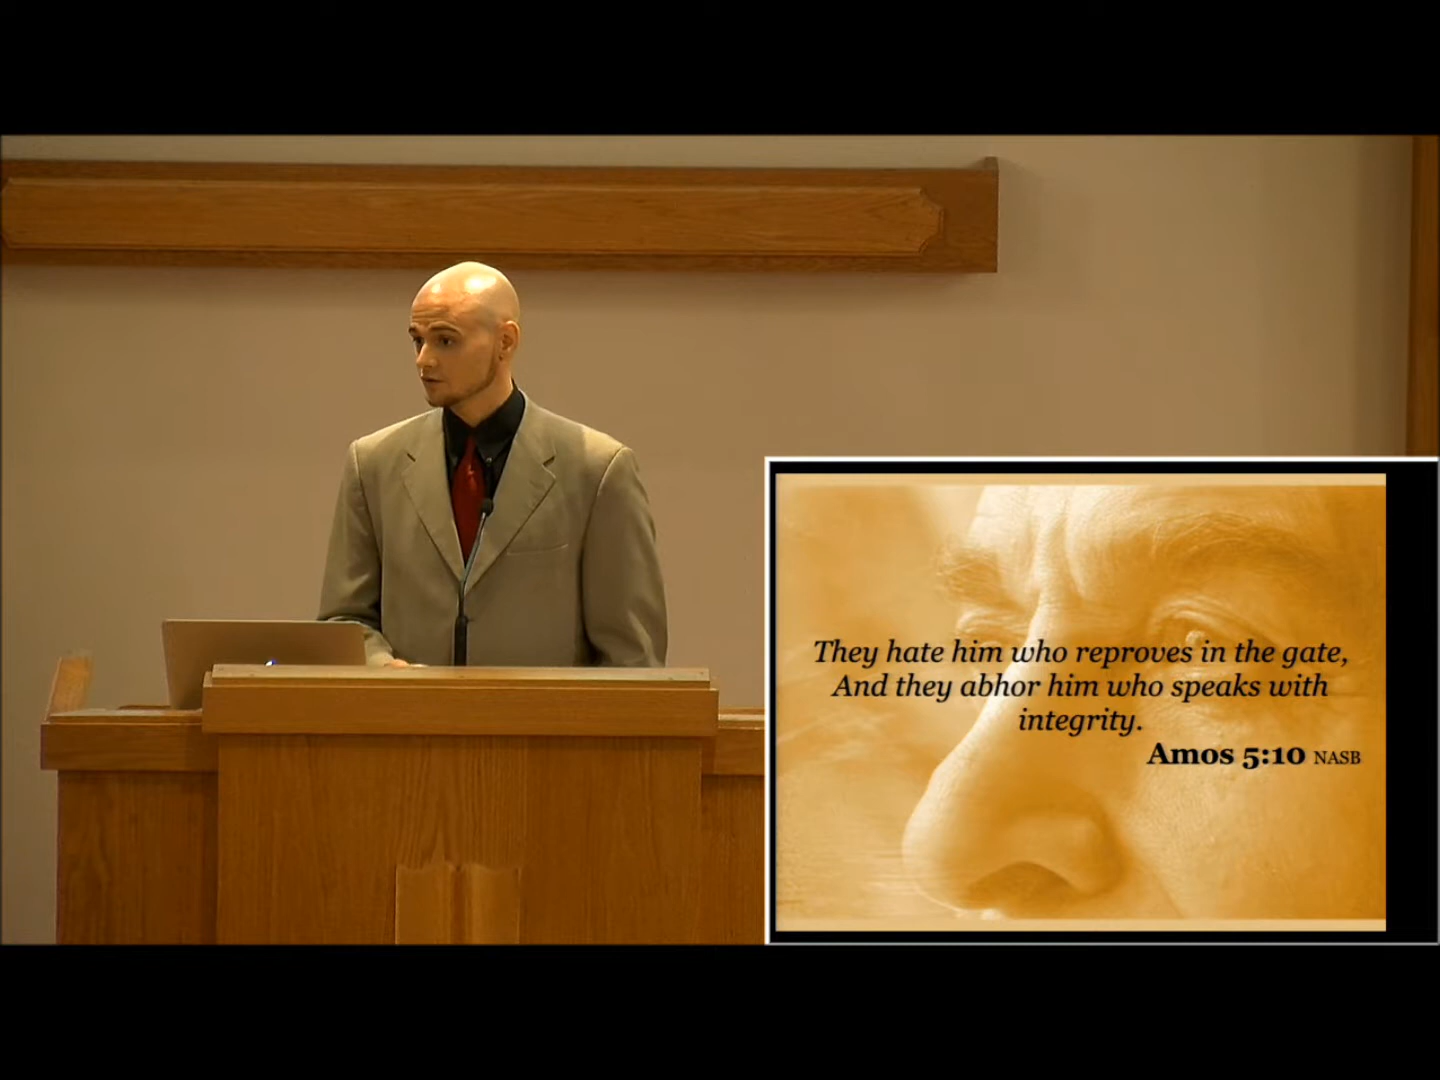 They hate him who reproves in the gate,
And they abhor him who speaks with
integrity.
Amos 5:10 NASB